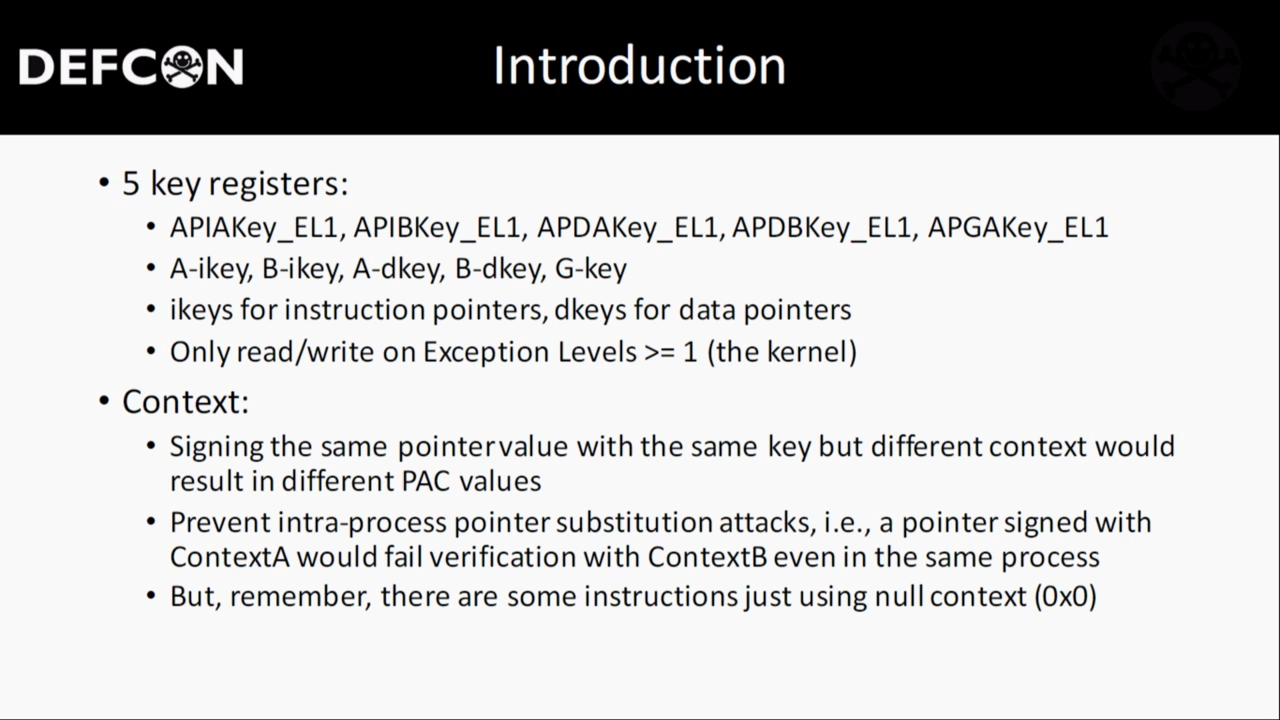 DEFCON
Introduction
• 5 key registers:
• APIAKey_EL1, APIBKey_EL1, APDAKey_EL1, APDBKey_EL1, APGAKey_EL1
• A-ikey, B-ikey, A-dkey, B-dkey, G-key
• ikeys for instruction pointers, dkeys for data pointers
• Only read/write on Exception Levels >= 1 (the kernel)
• Context:
• Signing the same pointer value with the same key but different context would
result in different PAC values
• Prevent intra-process pointer substitution attacks, i.e., a pointer signed with
ContextA would fail verification with ContextB even in the same process
• But, remember, there are some instructions just using null context (0x0)